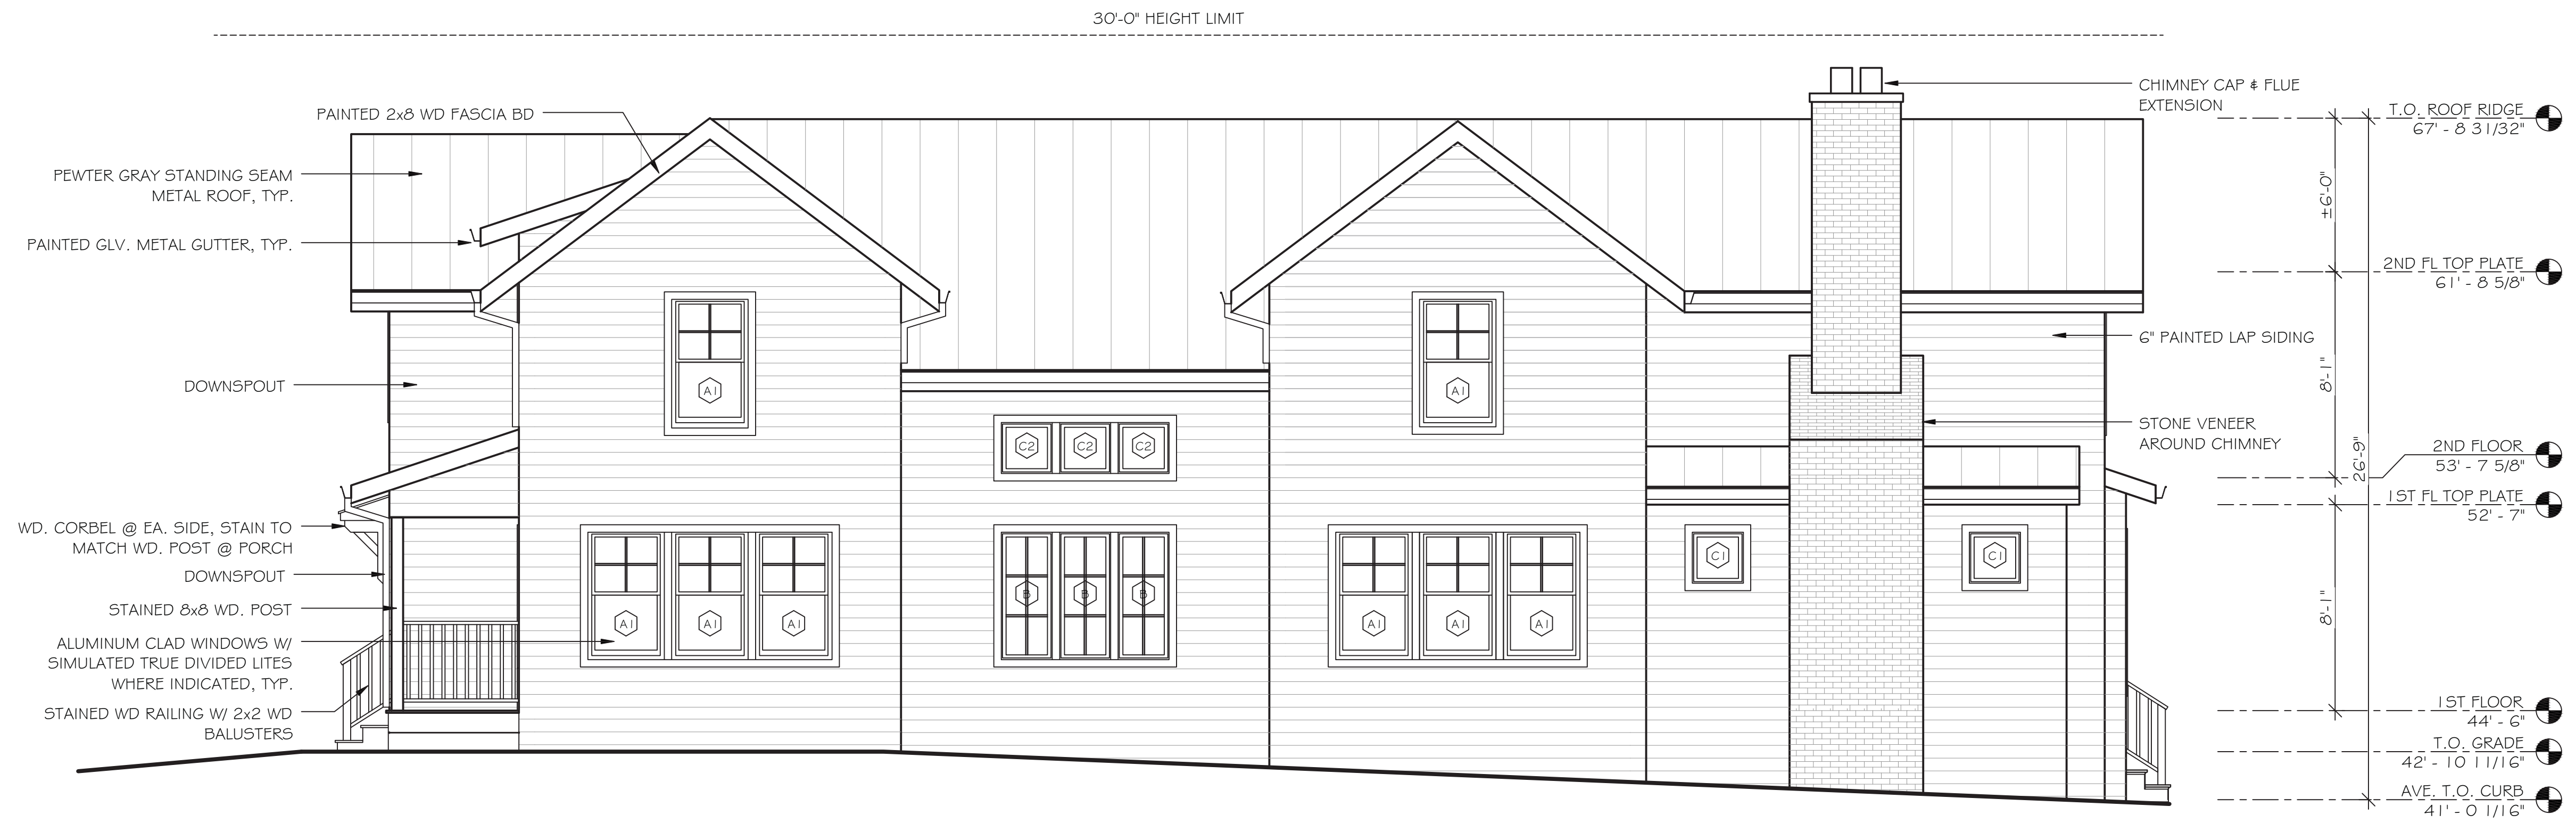 30'-0" HEIGHT LIMIT
PAINTED 2x8 WD FASCIA BD
PEWTER GRAY STANDING SEAM
METAL ROOF, TYP.
PAINTED GLV. METAL GUTTER, TYP.
DOWNSPOUT
WD. CORBEL @ EA. SIDE, STAIN TO
MATCH WD. POST @ PORCH
DOWNSPOUT
STAINED 8x8 WD. POST
ALUMINUM CLAD WINDOWS W/
SIMULATED TRUE DIVIDED LITES
WHERE INDICATED, TYP.
STAINED WD RAILING W/ 2x2 WD
BALUSTERS
A1
A1
C2 C2 C2
C1
C1
A1 A1 A1
B B B
A1 A1 A1
CHIMNEY CAP & FLUE
EXTENSION
6" PAINTED LAP SIDING
STONE VENEER
AROUND CHIMNEY
±6'-0"
8'-1"
26'-9"
8'-1"
T.O. ROOF RIDGE
67' - 8 31/32"
2ND FL TOP PLATE
61' - 8 5/8"
2ND FLOOR
53' - 7 5/8"
1ST FL TOP PLATE
52' - 7"
1ST FLOOR
44' - 6"
T.O. GRADE
42' - 10 11/16"
AVE. T.O. CURB
41' - 0 1/16"